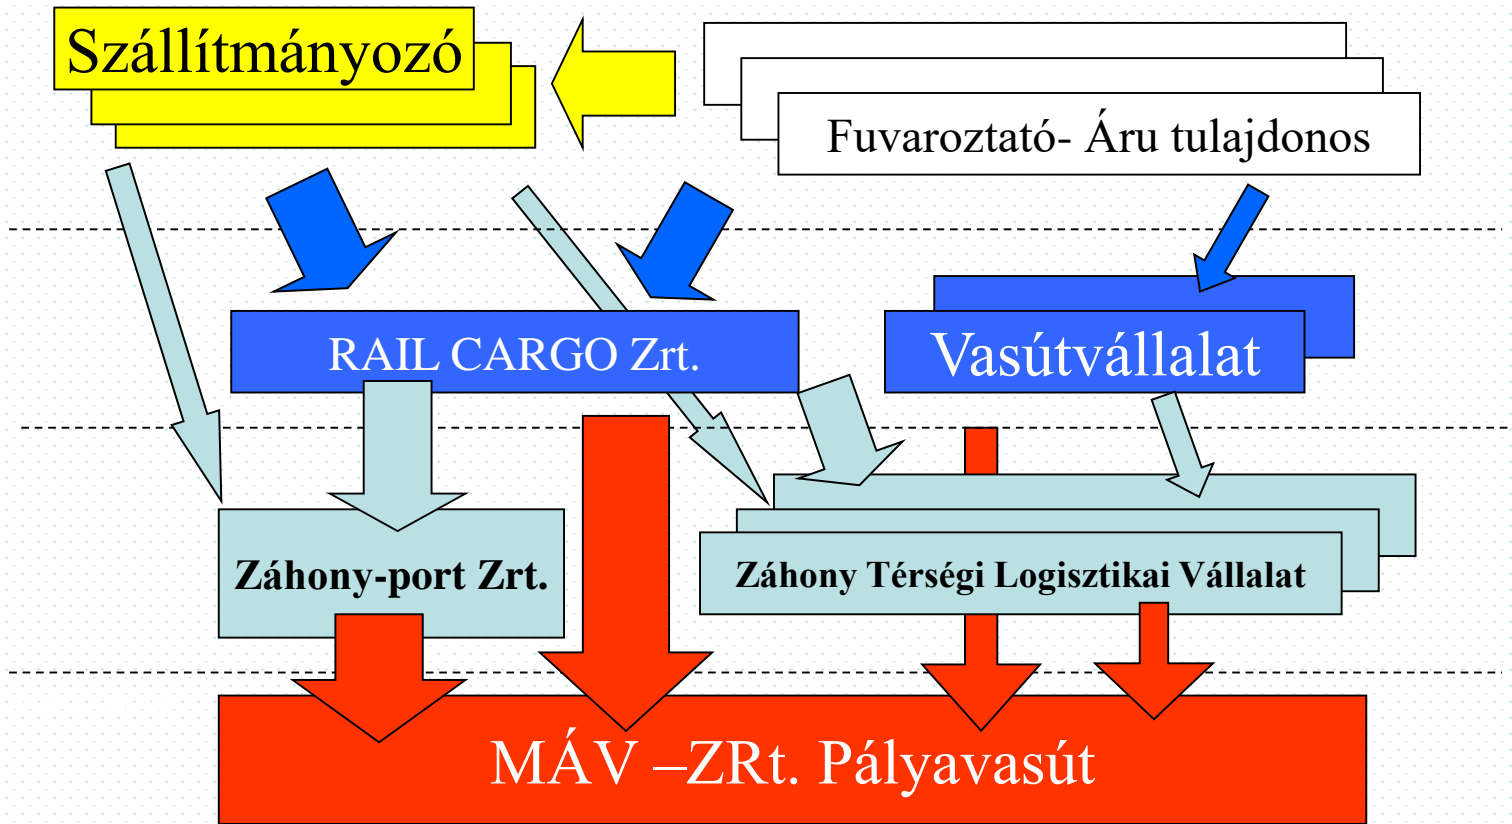 Szállítmányozó
Fuvaroztató- Áru tulajdonos
RAIL CARGO Zrt.
Vasútvállalat
Záhony-port Zrt.
Záhony Térségi Logisztikai Vállalat
MÁV –ZRt. Pályavasút